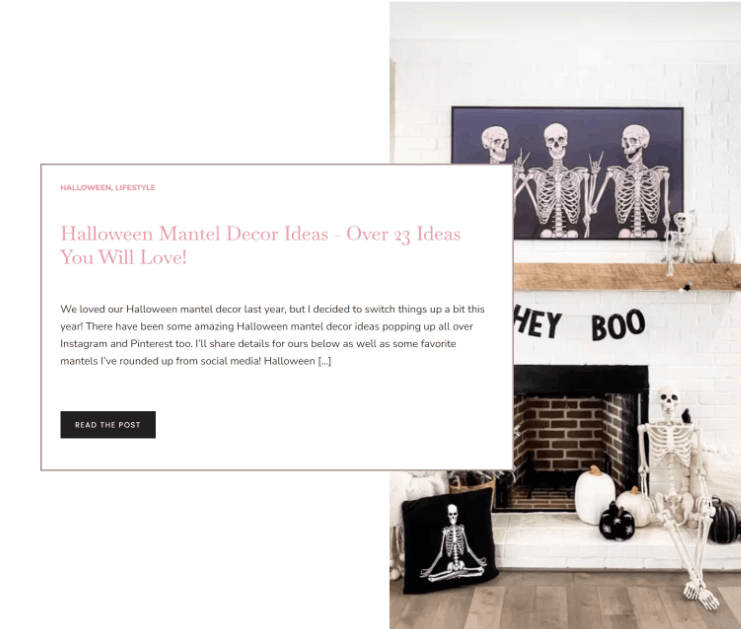 HALLOWEEN, LIFESTYLE
Halloween Mantel Decor Ideas - Over 23 Ideas
You Will Love!
We loved our Halloween mantel decor last year, but I decided to switch things up a bit this
year! There have been some amazing Halloween mantel decor ideas popping up all over
Instagram and Pinterest too. I'll share details for ours below as well as some favorite
mantels I've rounded up from social media! Halloween [...]
READ THE POST
HEY BOO